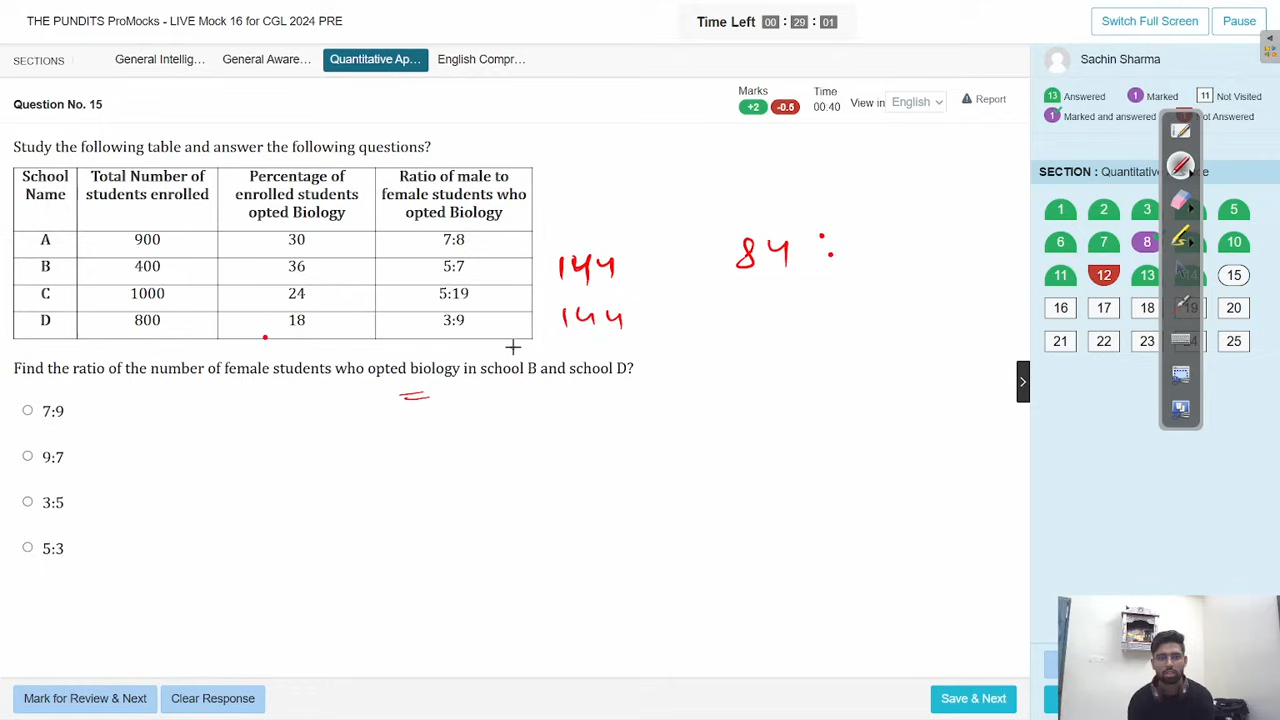 THE PUNDITS ProMocks - LIVE Mock 16 for CGL 2024 PRE
Time Left 00 : 29 : 01
Switch Full Screen
Pause
SECTIONS
General Intellig...
General Aware...
Quantitative Ap...
English Compr...
Sachin Sharma
Question No. 15
Marks
+2 -0.5
Time
00:40
View in English
Report
13 Answered
1 Marked
11 Not Visited
1 Marked and answered
Not Answered
Study the following table and answer the following questions?
School Name | Total Number of students enrolled | Percentage of enrolled students opted Biology | Ratio of male to female students who opted Biology
A 900 30 7:8
B 400 36 5:7
C 1000 24 5:19
D 800 18 3:9
144
144
84 :
Find the ratio of the number of female students who opted biology in school B and school D?
7:9
9:7
3:5
5:3
SECTION : Quantitative
1 2 3 5
6 7 8 10
11 12 13 14 15
16 17 18 19 20
21 22 23 24 25
Mark for Review & Next
Clear Response
Save & Next